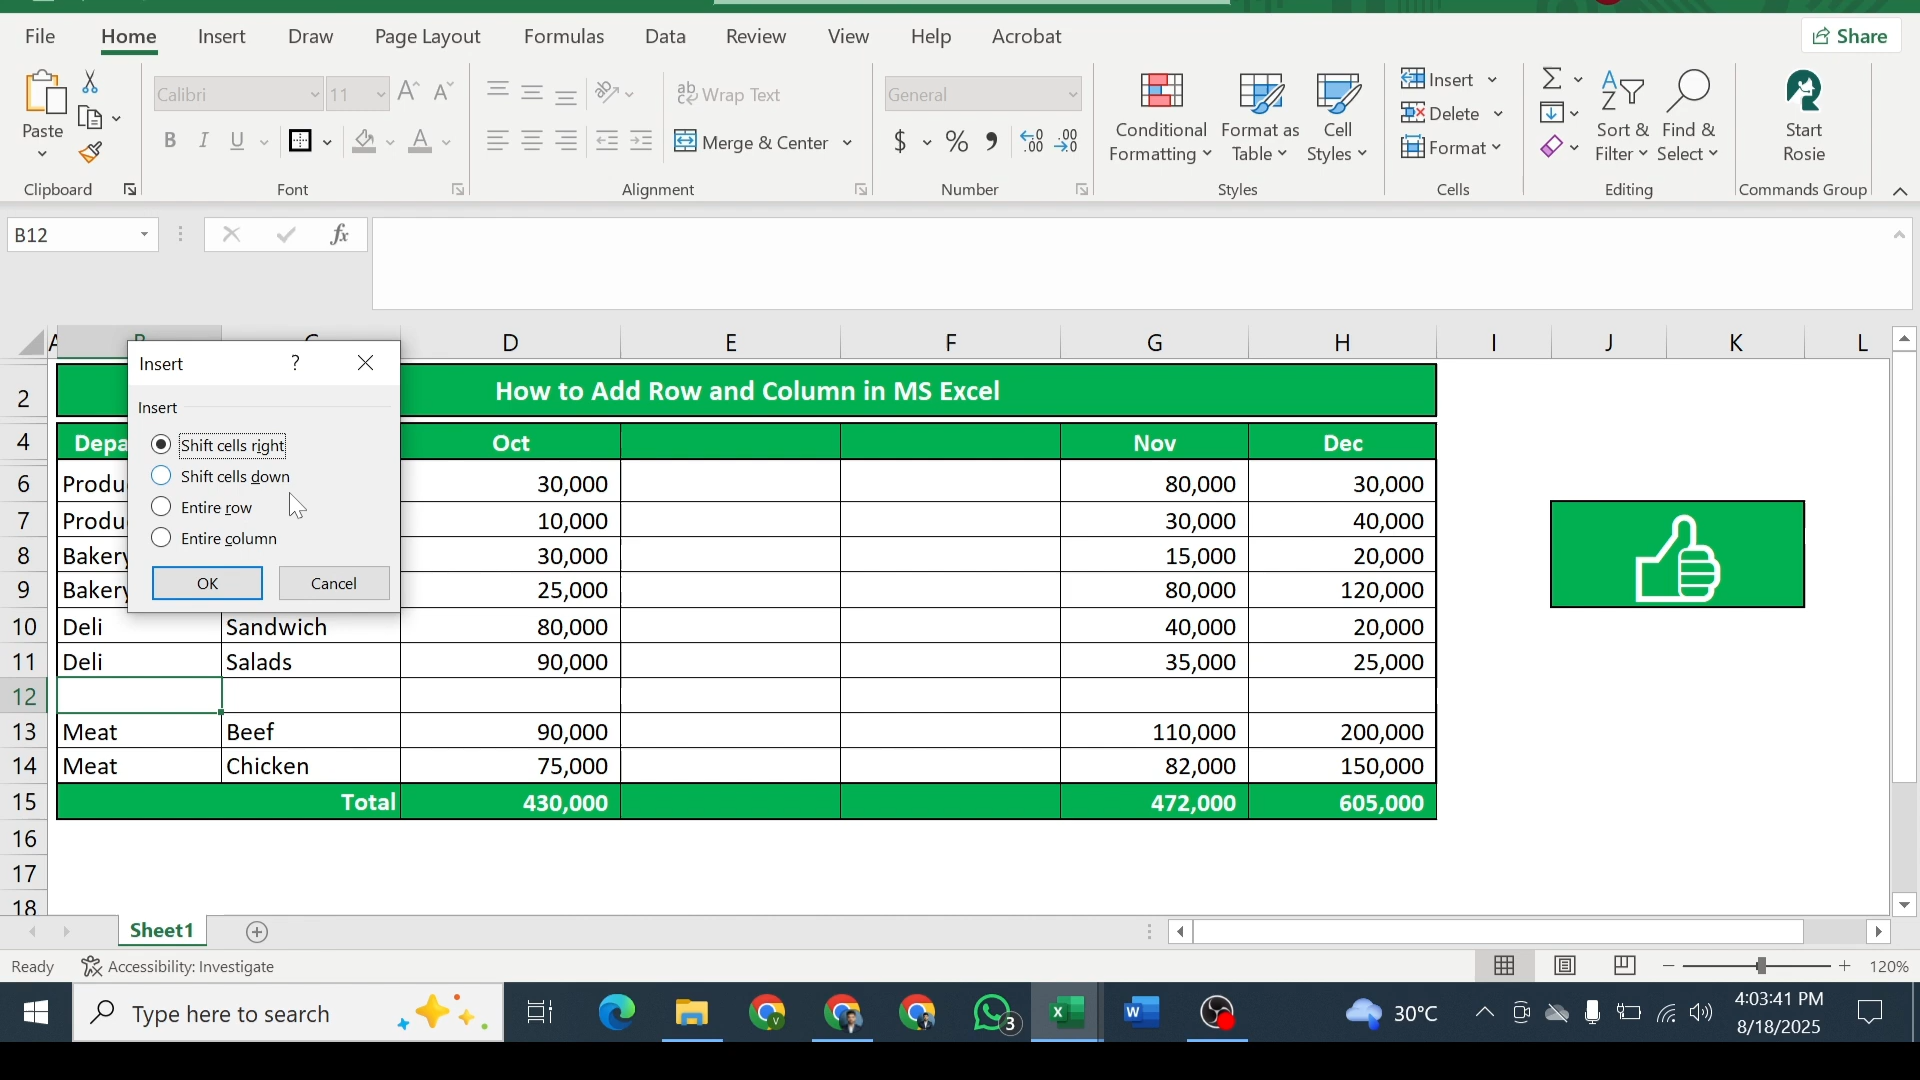 File Home Insert Draw Page Layout Formulas Data Review View Help Acrobat Share
Paste Calibri 11 Wrap Text General Conditional Formatting Format as Table Cell Styles Insert Delete Format Sort & Filter Find & Select Start Rosie
B I U Merge & Center $ % , .00
Clipboard Font Alignment Number Styles Cells Editing Commands Group
B12 fx
A B C D E F G H I J K L
Insert ? ×
Insert
Shift cells right
Shift cells down
Entire row
Entire column
OK Cancel
2 How to Add Row and Column in MS Excel
4 Depa Oct Nov Dec
6 Produ 30,000 80,000 30,000
7 Produ 10,000 30,000 40,000
8 Bakery 30,000 15,000 20,000
9 Bakery 25,000 80,000 120,000
10 Deli Sandwich 80,000 40,000 20,000
11 Deli Salads 90,000 35,000 25,000
12
13 Meat Beef 90,000 110,000 200,000
14 Meat Chicken 75,000 82,000 150,000
15 Total 430,000 472,000 605,000
16
17
18
Sheet1
Ready Accessibility: Investigate 120%
Type here to search 3 30°C 4:03:41 PM
8/18/2025